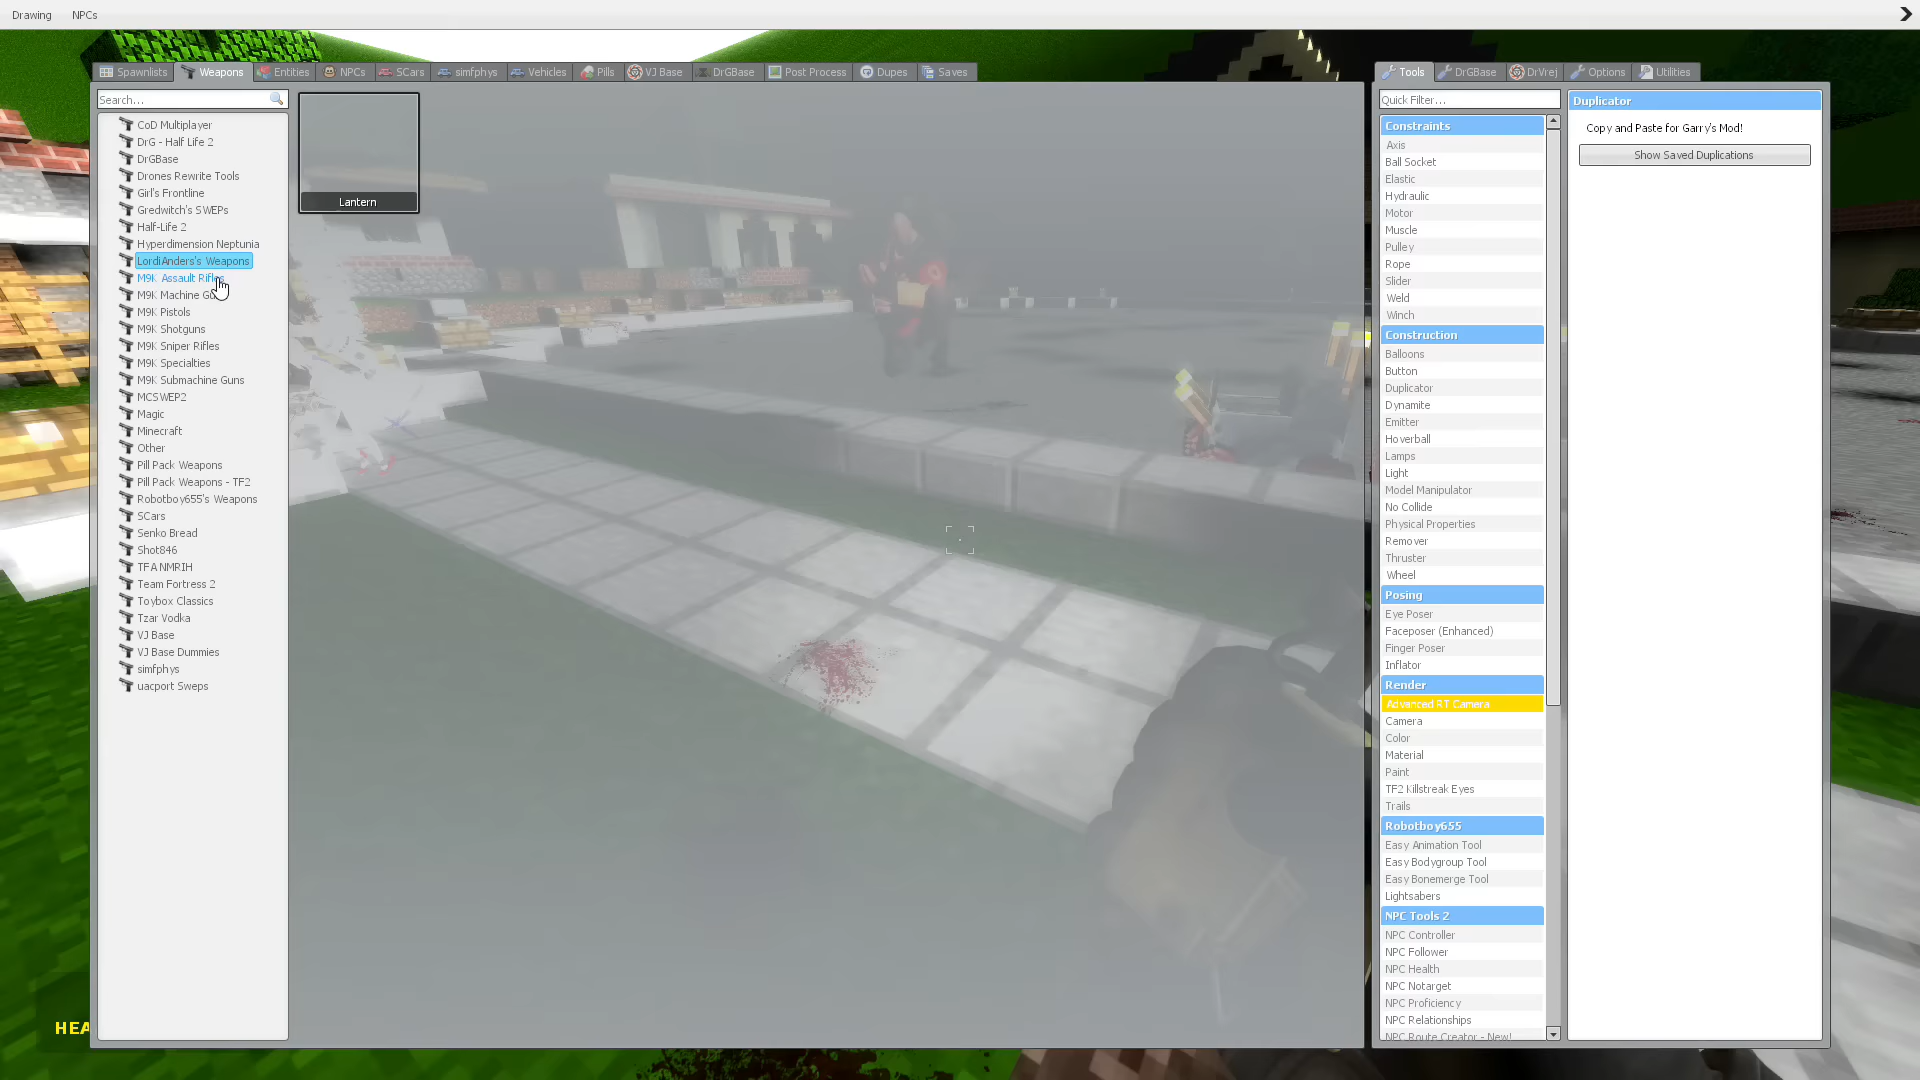 Drawing NPCs
Spawnlists Weapons Entities NPCs SCars simfphys Vehicles Pills VJ Base DrGBase Post Process Dupes Saves
Search...
CoD Multiplayer
DrG - Half Life 2
DrGBase
Drones Rewrite Tools
Girl's Frontline
Gredwitch's SWEPs
Half-Life 2
Hyperdimension Neptunia
LordiAnders's Weapons
M9K Assault Rifles
M9K Machine Gu
M9K Pistols
M9K Shotguns
M9K Sniper Rifles
M9K Specialties
M9K Submachine Guns
MCSWEP2
Magic
Minecraft
Other
Pill Pack Weapons
Pill Pack Weapons - TF2
Robotboy655's Weapons
SCars
Senko Bread
Shot846
TFA NMRIH
Team Fortress 2
Toybox Classics
Tzar Vodka
VJ Base
VJ Base Dummies
simfphys
uacport Sweps
Lantern
HEA
Tools DrGBase DrVrej Options Utilities
Quick Filter...
Constraints
Axis
Ball Socket
Elastic
Hydraulic
Motor
Muscle
Pulley
Rope
Slider
Weld
Winch
Construction
Balloons
Button
Duplicator
Dynamite
Emitter
Hoverball
Lamps
Light
Model Manipulator
No Collide
Physical Properties
Remover
Thruster
Wheel
Posing
Eye Poser
Faceposer (Enhanced)
Finger Poser
Inflator
Render
Advanced RT Camera
Camera
Color
Material
Paint
TF2 Killstreak Eyes
Trails
Robotboy655
Easy Animation Tool
Easy Bodygroup Tool
Easy Bonemerge Tool
Lightsabers
NPC Tools 2
NPC Controller
NPC Follower
NPC Health
NPC Notarget
NPC Proficiency
NPC Relationships
NPC Route Creator - New!
Duplicator
Copy and Paste for Garry's Mod!
Show Saved Duplications